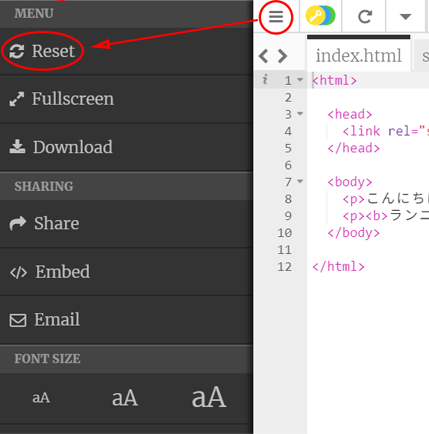 MENU
Reset
Fullscreen
Download
SHARING
Share
Embed
Email
FONT SIZE
aA aA aA
index.html
i 1 <html>
2
3 <head>
4 <link rel="
5 </head>
6
7 <body>
8 <p>こんにち
9 <p><b>ラン
10 </body>
11
12 </html>